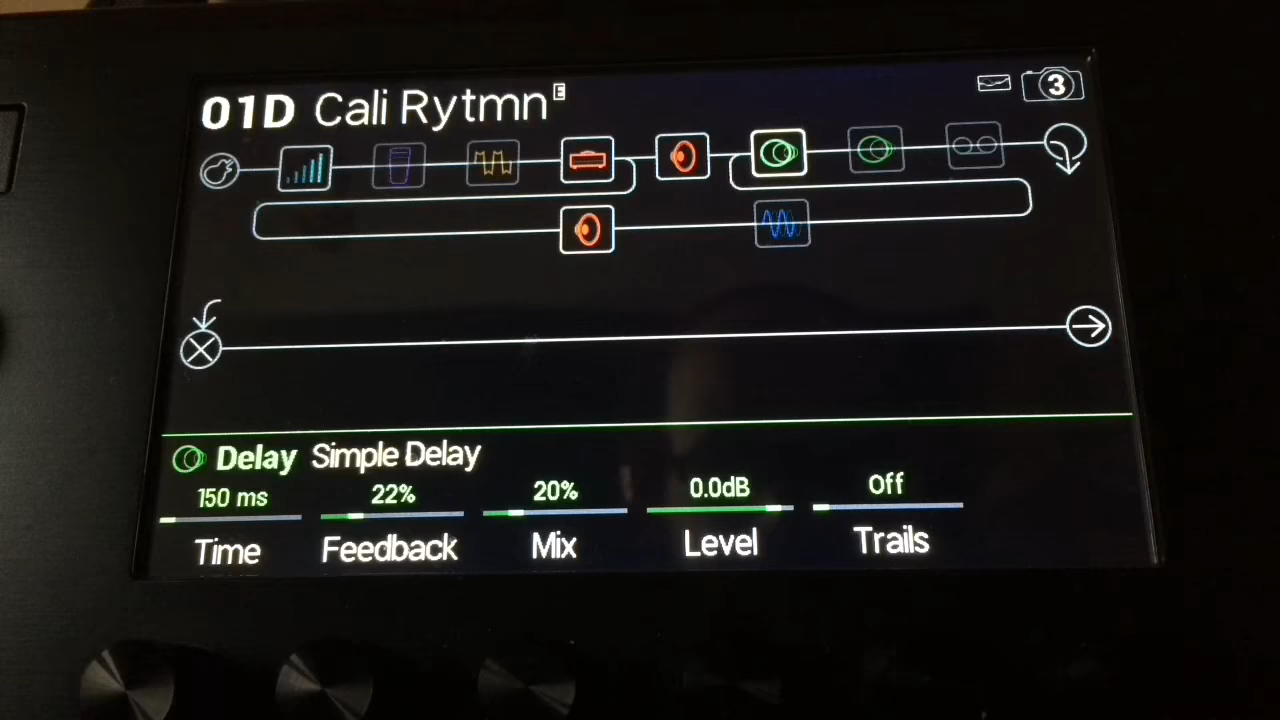 01D Cali Rytmn E
3
Delay Simple Delay
150 ms 22% 20% 0.0dB Off
Time Feedback Mix Level Trails